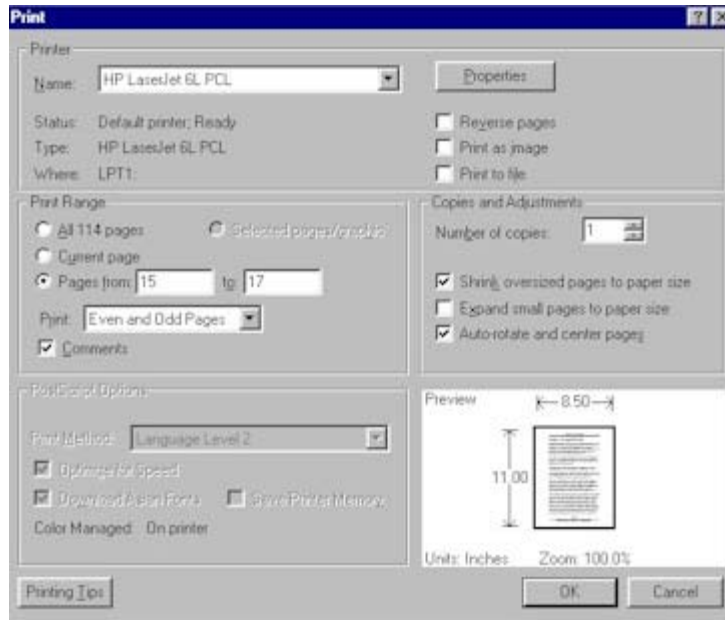 Print
Printer
Name: HP LaserJet 6L PCL
Properties
Status: Default printer; Ready
Type: HP LaserJet 6L PCL
Where: LPT1:
Reverse pages
Print as image
Print to file
Print Range
All 114 pages
Selected pages/graphic
Current page
Pages from: 15 to: 17
Print: Even and Odd Pages
Comments
Copies and Adjustments
Number of copies: 1
Shrink oversized pages to paper size
Expand small pages to paper size
Auto-rotate and center pages
PostScript Options
Print Method: Language Level 2
Optimize for Speed
Download Asian Fonts Save Printer Memory
Color Managed: On printer
Preview
8.50
11.00
Units: Inches Zoom: 100.0%
Printing Tips
OK
Cancel